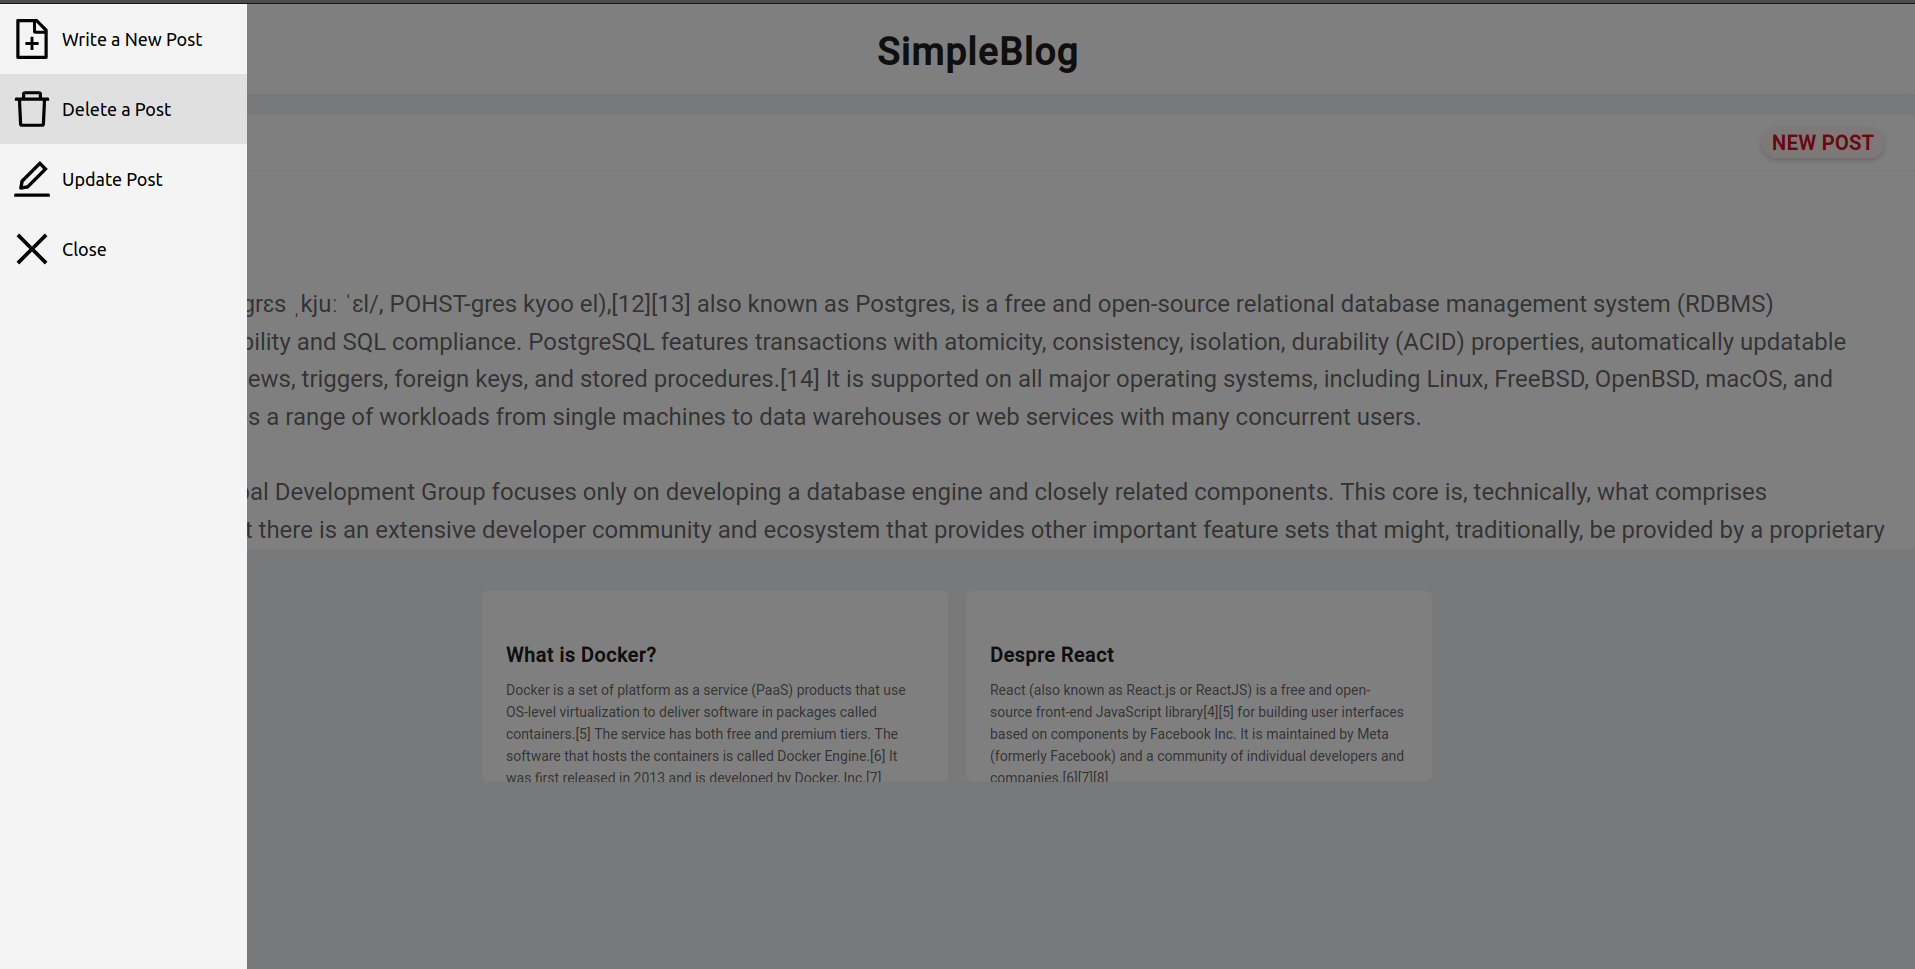 Write a New Post
Delete a Post
Update Post
Close
SimpleBlog
NEW POST
ˌkjuː ˈɛl/, POHST-gres kyoo el),[12][13] also known as Postgres, is a free and open-source relational database management system (RDBMS)
and SQL compliance. PostgreSQL features transactions with atomicity, consistency, isolation, durability (ACID) properties, automatically updatable
triggers, foreign keys, and stored procedures.[14] It is supported on all major operating systems, including Linux, FreeBSD, OpenBSD, macOS, and
a range of workloads from single machines to data warehouses or web services with many concurrent users.
Development Group focuses only on developing a database engine and closely related components. This core is, technically, what comprises
there is an extensive developer community and ecosystem that provides other important feature sets that might, traditionally, be provided by a proprietary
What is Docker?
Docker is a set of platform as a service (PaaS) products that use
OS-level virtualization to deliver software in packages called
containers.[5] The service has both free and premium tiers. The
software that hosts the containers is called Docker Engine.[6] It
was first released in 2013 and is developed by Docker, Inc.[7]
Despre React
React (also known as React.js or ReactJS) is a free and open-
source front-end JavaScript library[4][5] for building user interfaces
based on components by Facebook Inc. It is maintained by Meta
(formerly Facebook) and a community of individual developers and
companies.[6][7][8]